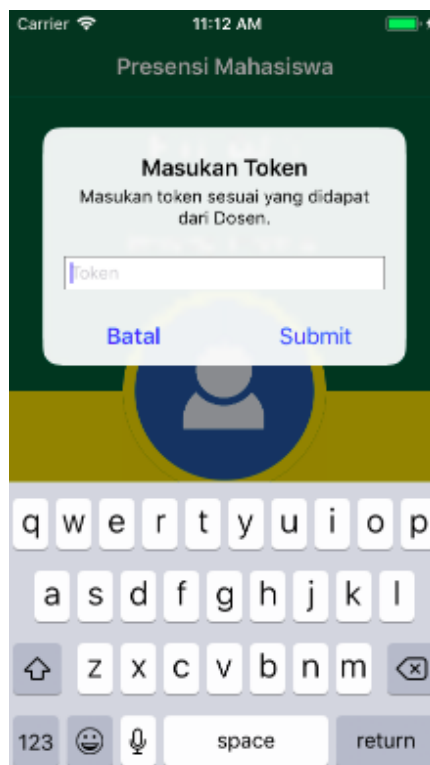 Carrier 11:12 AM
Presensi Mahasiswa
Masukan Token
Masukan token sesuai yang didapat
dari Dosen.
Token
Batal Submit
q w e r t y u i o p
a s d f g h j k l
z x c v b n m
123 space return